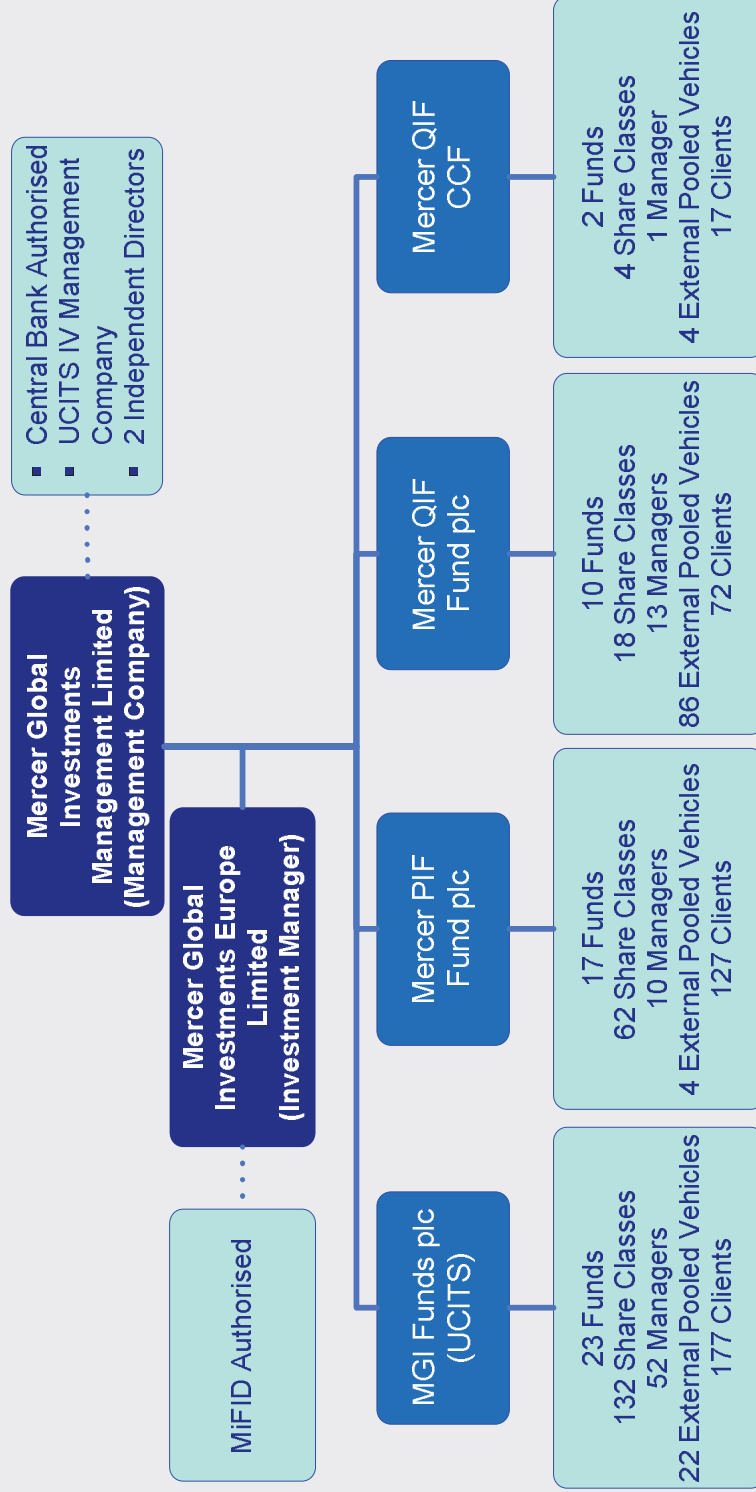 Mercer Global
Investments
Management Limited
(Management Company)
▪ Central Bank Authorised
▪ UCITS IV Management
Company
▪ 2 Independent Directors
MiFID Authorised
Mercer Global
Investments Europe
Limited
(Investment Manager)
MGI Funds plc
(UCITS)
Mercer PIF
Fund plc
Mercer QIF
Fund plc
Mercer QIF
CCF
23 Funds
132 Share Classes
52 Managers
22 External Pooled Vehicles
177 Clients
17 Funds
62 Share Classes
10 Managers
4 External Pooled Vehicles
127 Clients
10 Funds
18 Share Classes
13 Managers
86 External Pooled Vehicles
72 Clients
2 Funds
4 Share Classes
1 Manager
4 External Pooled Vehicles
17 Clients